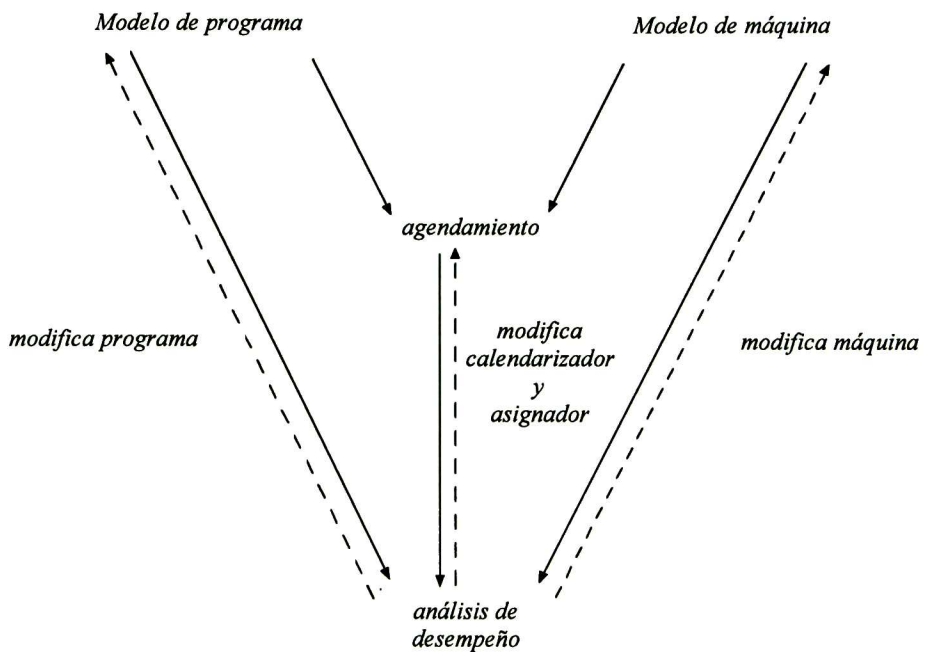 Modelo de programa
Modelo de máquina
agendamiento
modifica programa
modifica
calendarizador
y
asignador
modifica máquina
análisis de
desempeño